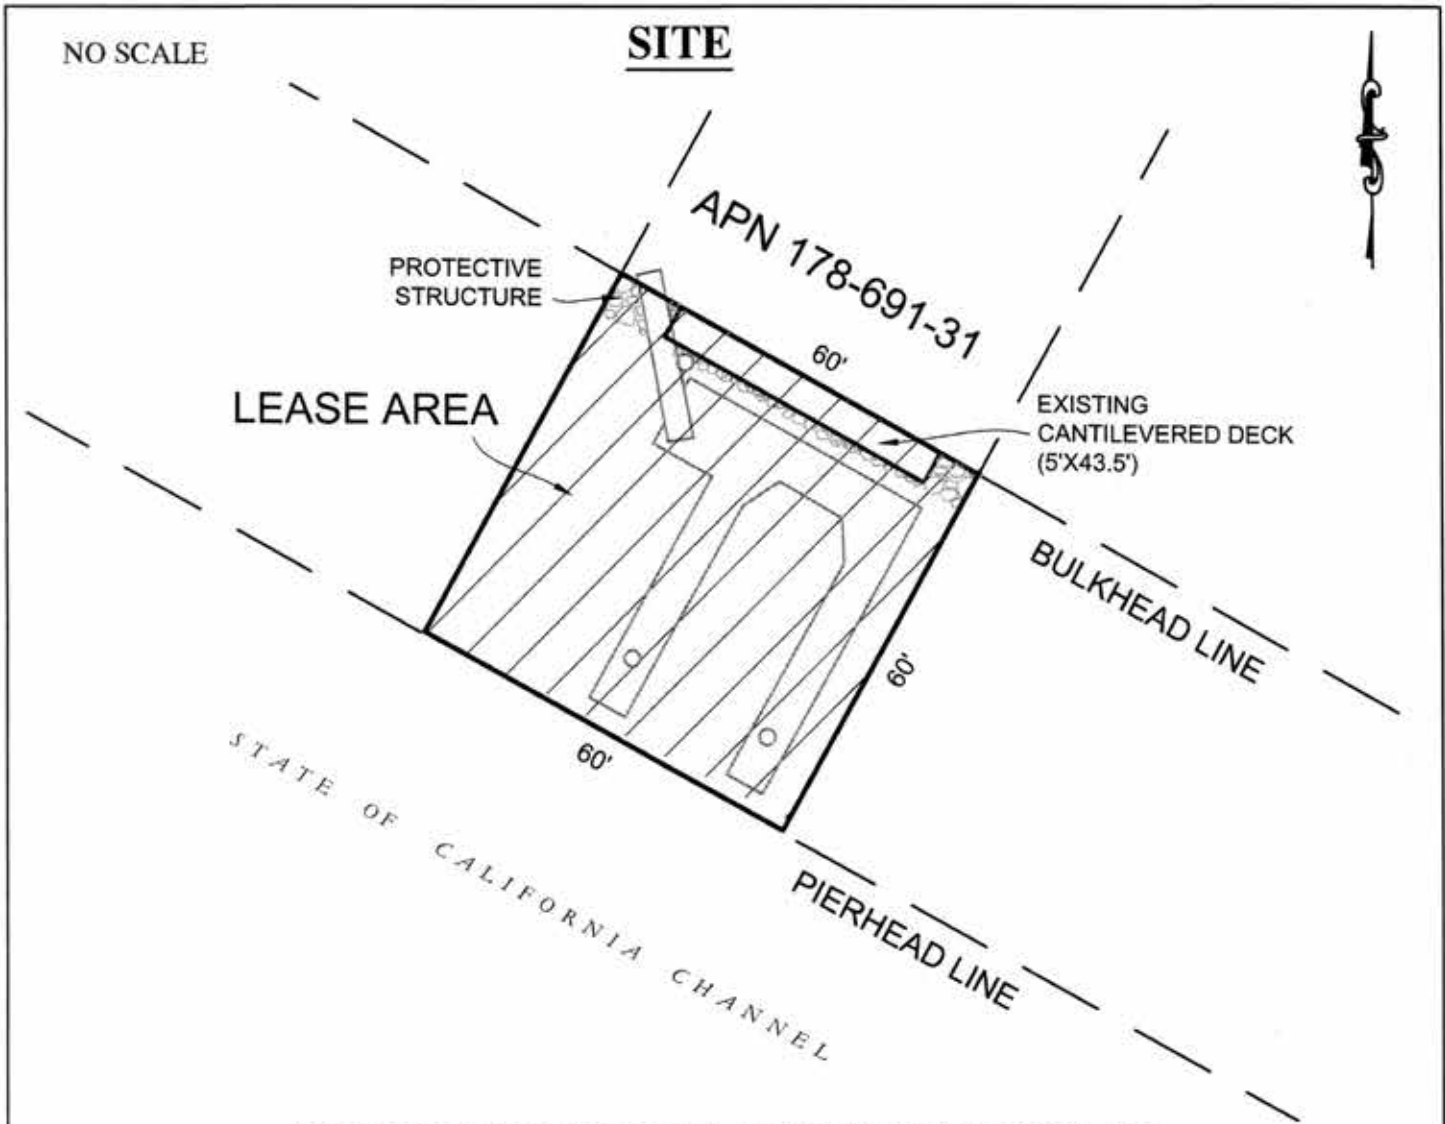 NO SCALE
SITE
APN 178-691-31
PROTECTIVE
STRUCTURE
60'
LEASE AREA
EXISTING
CANTILEVERED DECK
(5'X43.5')
BULKHEAD LINE
60'
60'
STATE OF CALIFORNIA CHANNEL
PIERHEAD LINE